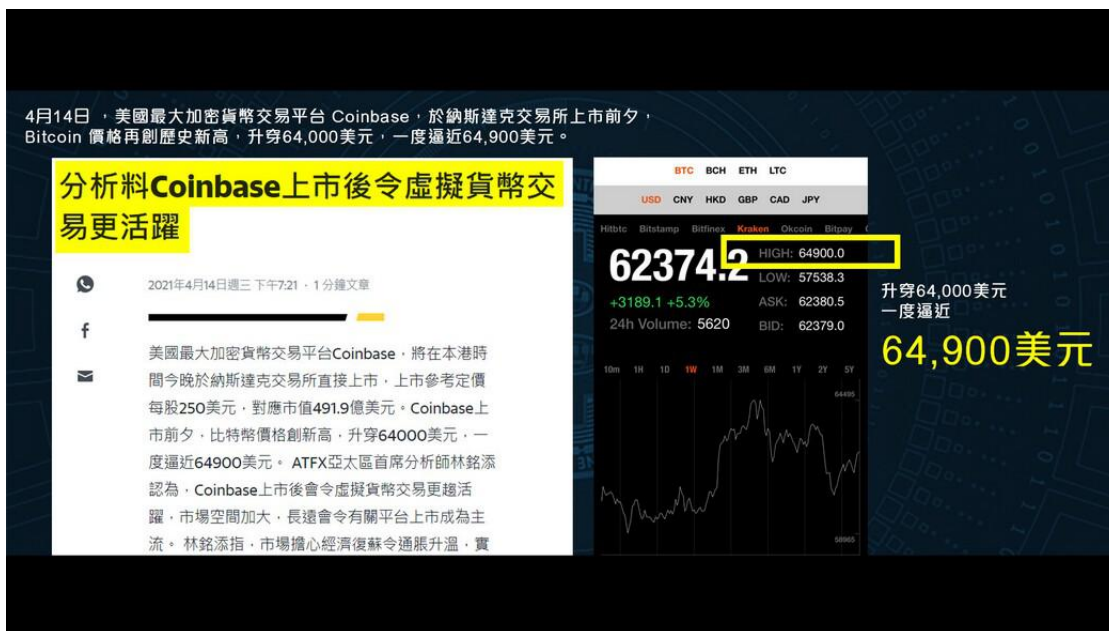 4月14日 ，美國最大加密貨幣交易平台 Coinbase，於納斯達克交易所上市前夕，
Bitcoin 價格再創歷史新高，升穿64,000美元，一度逼近64,900美元。
分析料Coinbase上市後令虛擬貨幣交
易更活躍
2021年4月14日週三 下午7:21 · 1 分鐘文章
美國最大加密貨幣交易平台Coinbase，將在本港時
間今晚於納斯達克交易所直接上市，上市參考定價
每股250美元，對應市值491.9億美元。Coinbase上
市前夕，比特幣價格創新高，升穿64000美元，一
度逼近64900美元。 ATFX亞太區首席分析師林銘添
認為，Coinbase上市後會令虛擬貨幣交易更趨活
躍，市場空間加大，長遠會令有關平台上市成為主
流。 林銘添指，市場擔心經濟復蘇令通脹升溫，實
BTC BCH ETH LTC
USD CNY HKD GBP CAD JPY
Hitbtc Bitstamp Bitfinex Kraken Okcoin Bitpay
62374.2
HIGH: 64900.0
LOW: 57538.3
+3189.1 +5.3%
ASK: 62380.5
24h Volume: 5620
BID: 62379.0
10m 1H 1D 1W 1M 3M 6M 1Y 2Y 5Y
64495
58965
升穿64,000美元
一度逼近
64,900美元